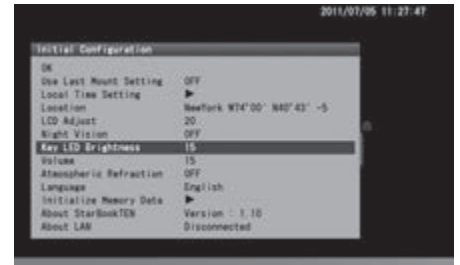 2011/07/05 11:27:47
Initial Configuration
OK
Use Last Mount Setting OFF
Local Time Setting ▶
Location NewYork W74°00' N40°43' -5
LCD Adjust 20
Night Vision OFF
Key LED Brightness 15
Volume 15
Atmospheric Refraction OFF
Language English
Initialize Memory Data ▶
About StarBookTEN Version : 1.10
About LAN Disconnected